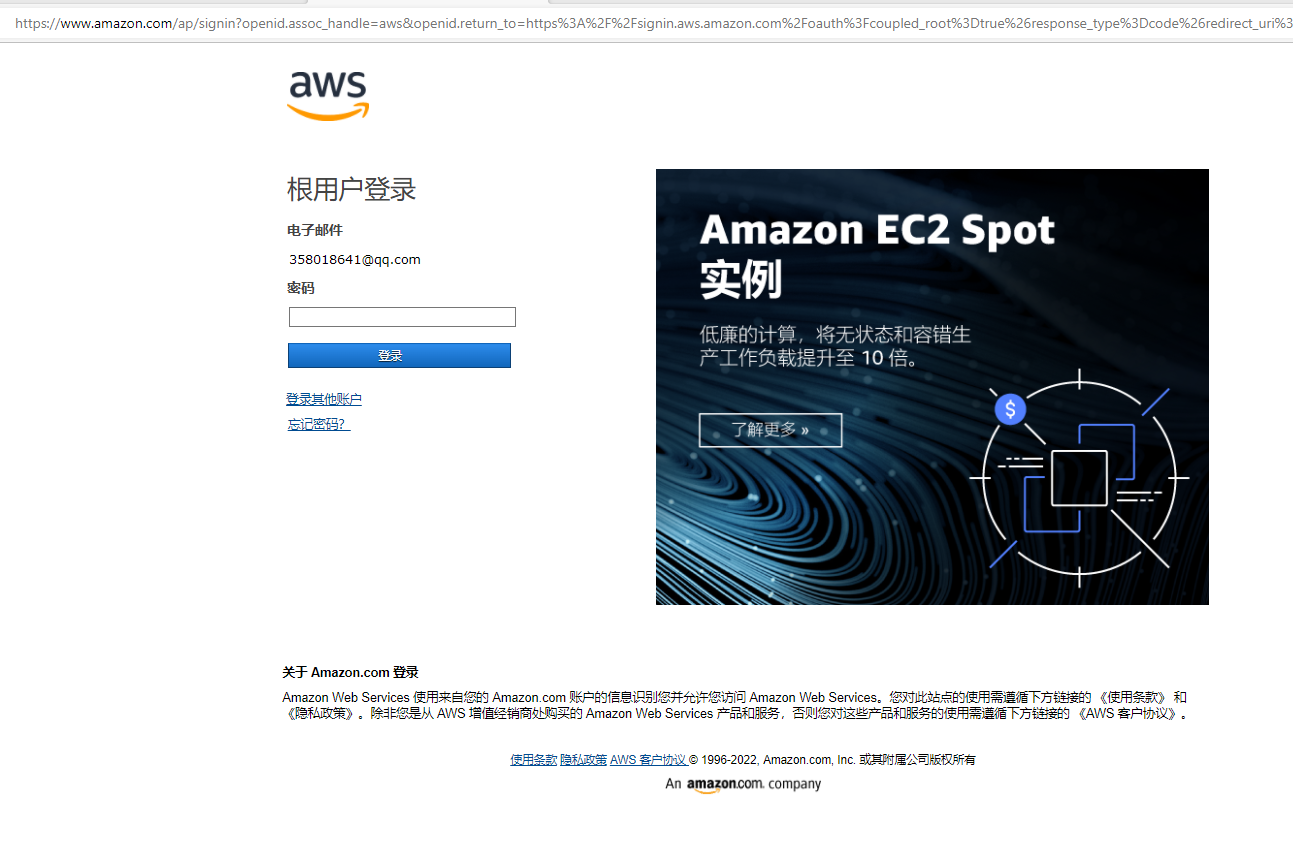 https://www.amazon.com/ap/signin?openid.assoc_handle=aws&openid.return_to=https%3A%2F%2Fsignin.aws.amazon.com%2Foauth%3Fcoupled_root%3Dtrue%26response_type%3Dcode%26redirect_uri%3
aws
根用户登录
电子邮件
358018641@qq.com
密码
登录
登录其他账户
忘记密码?
Amazon EC2 Spot
实例
低廉的计算，将无状态和容错生
产工作负载提升至 10 倍。
了解更多 »
$
关于 Amazon.com 登录
Amazon Web Services 使用来自您的 Amazon.com 账户的信息识别您并允许您访问 Amazon Web Services。您对此站点的使用需遵循下方链接的 《使用条款》 和
《隐私政策》。除非您是从 AWS 增值经销商处购买的 Amazon Web Services 产品和服务，否则您对这些产品和服务的使用需遵循下方链接的 《AWS 客户协议》。
使用条款 隐私政策 AWS 客户协议 © 1996-2022, Amazon.com, Inc. 或其附属公司版权所有
An amazon.com. company